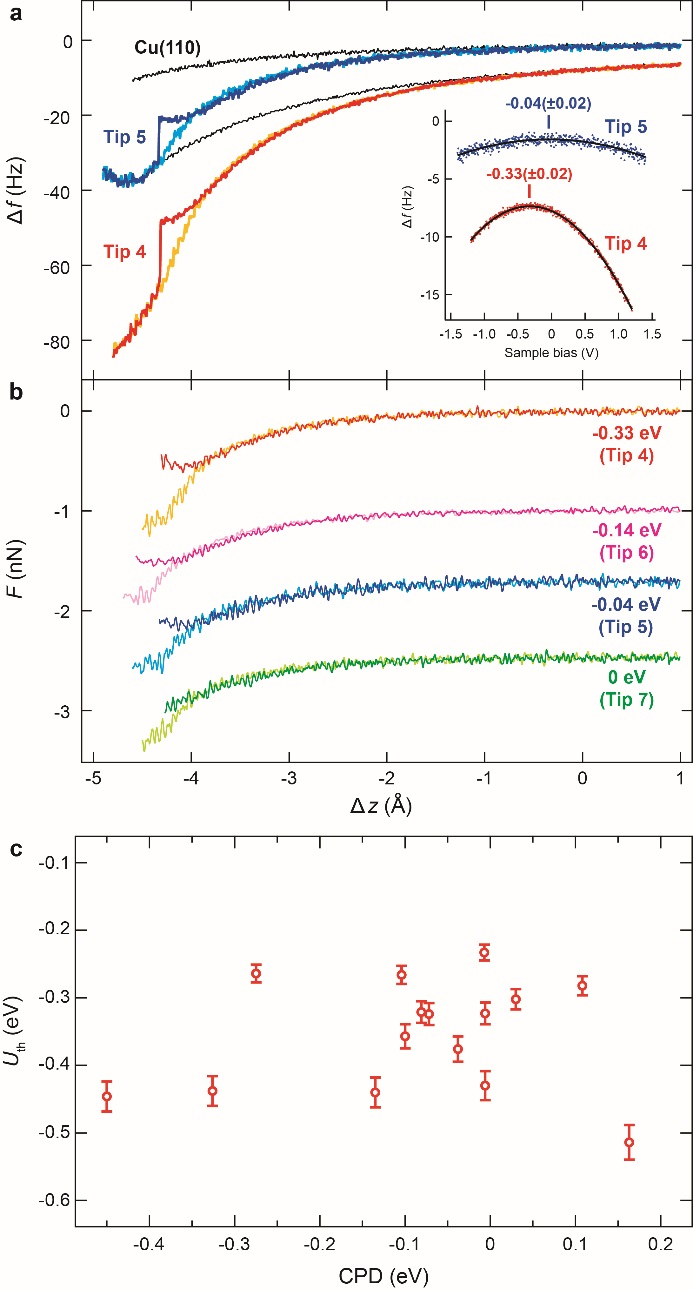 a
0
-20
-40
-60
-80
Δf (Hz)
Cu(110)
Tip 5
Tip 4
-0.04(±0.02)
Tip 5
-0.33(±0.02)
Tip 4
0
-5
-10
-15
Δf (Hz)
-1.5 -1.0 -0.5 0 0.5 1.0 1.5
Sample bias (V)
b
0
-1
-2
-3
F (nN)
-0.33 eV
(Tip 4)
-0.14 eV
(Tip 6)
-0.04 eV
(Tip 5)
0 eV
(Tip 7)
-5 -4 -3 -2 -1 0 1
Δz (Å)
c
-0.1
-0.2
-0.3
-0.4
-0.5
-0.6
Uth (eV)
-0.4 -0.3 -0.2 -0.1 0 0.1 0.2
CPD (eV)